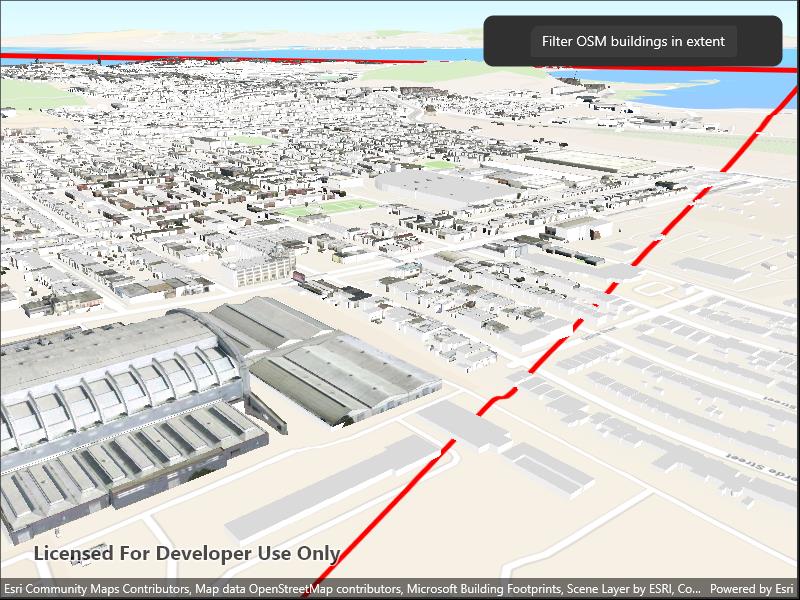 Filter OSM buildings in extent
Street
Licensed For Developer Use Only
Esri Community Maps Contributors, Map data OpenStreetMap contributors, Microsoft Building Footprints, Scene Layer by ESRI, Co... Powered by Esri